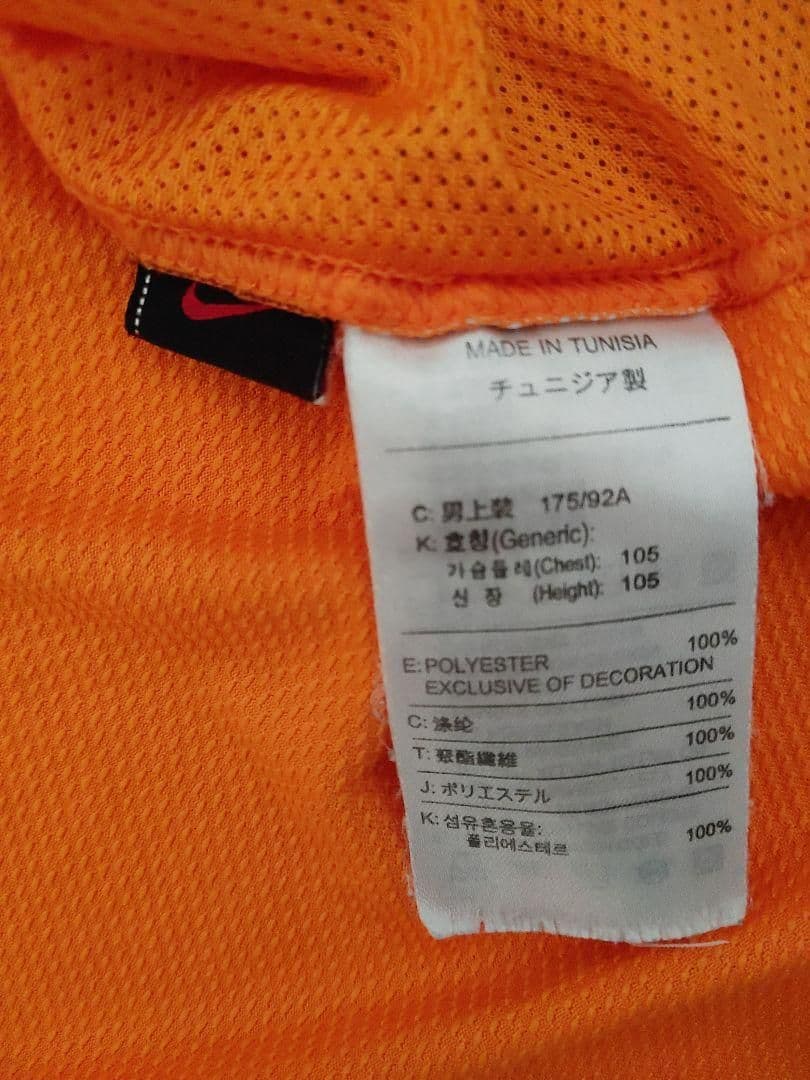 MADE IN TUNISIA
チュニジア製
C: 男上裝 175/92A
K: 호칭(Generic):
가슴둘레(Chest): 105
신 장 (Height): 105
E: POLYESTER 100%
EXCLUSIVE OF DECORATION
C: 涤纶 100%
T: 聚酯纖維 100%
J: ポリエステル 100%
K: 섬유혼용율:
폴리에스테르 100%